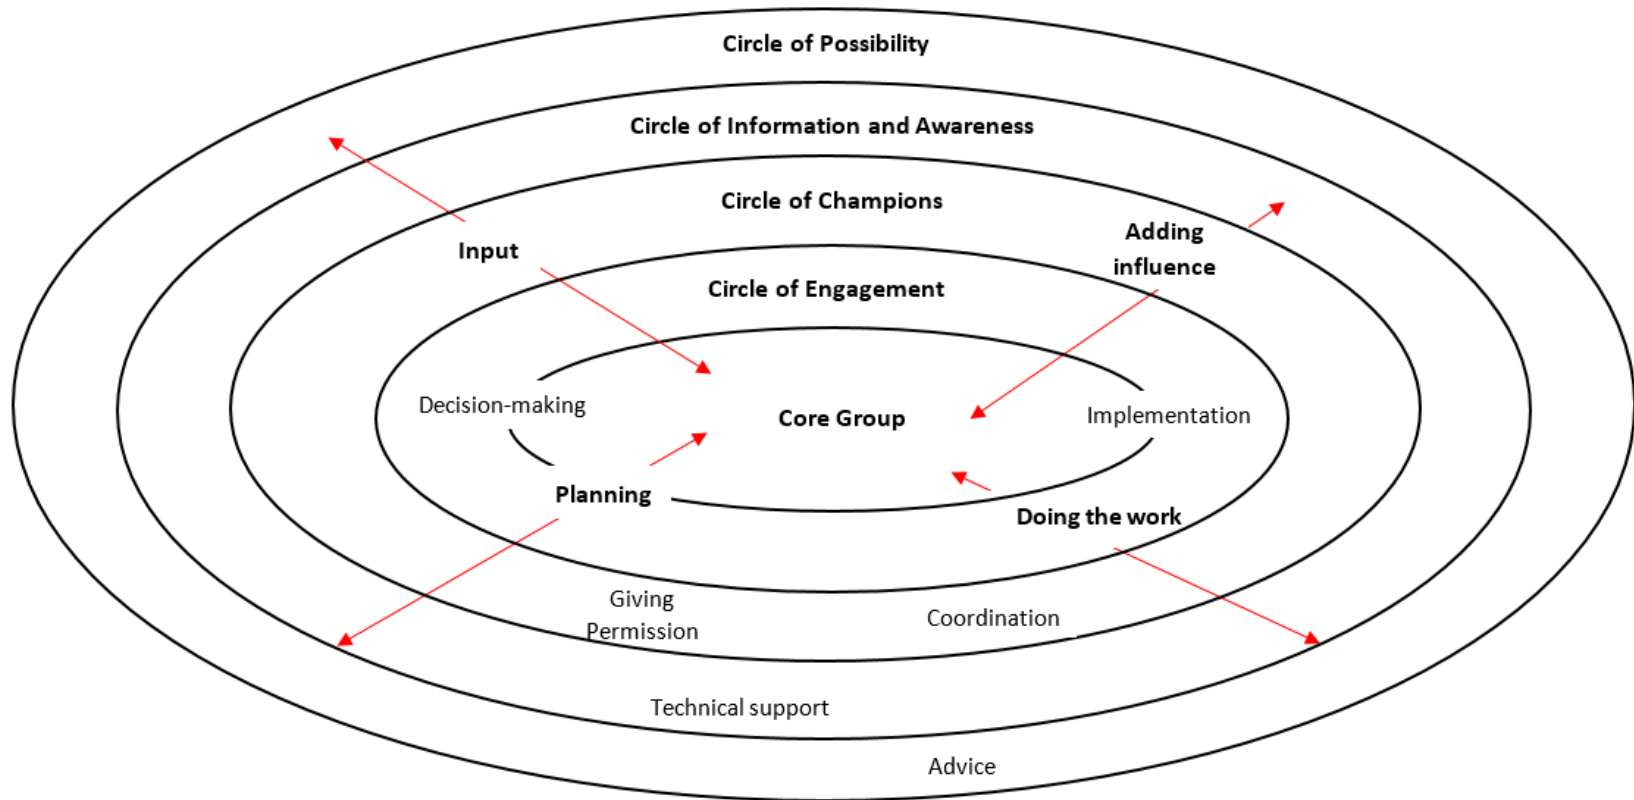 Circle of Possibility
Circle of Information and Awareness
Circle of Champions
Adding
influence
Input
Circle of Engagement
Decision-making
Core Group
Implementation
Planning
Doing the work
Giving
Permission
Coordination
Technical support
Advice